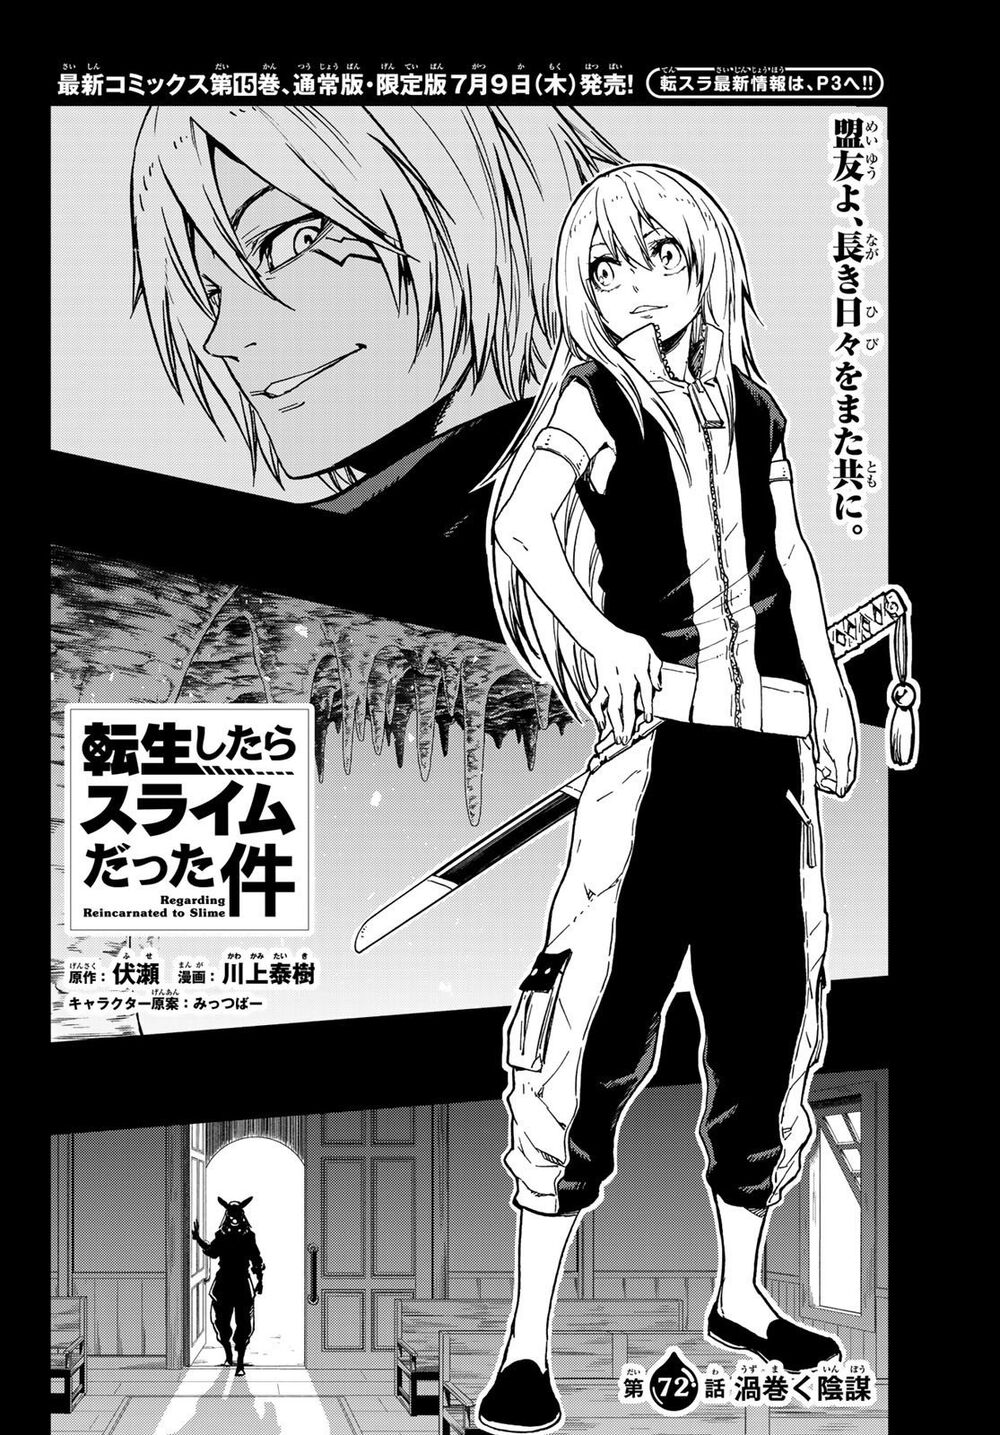 最新コミックス第15巻、通常版・限定版7月9日(木)発売!
転スラ最新情報は、P3へ!!
盟友よ、長き日々をまた共に。
転生したら
スライム
だった件
Regarding
Reincarnated to Slime
原作:伏瀬 漫画:川上泰樹
キャラクター原案:みっつばー
第72話 渦巻く陰謀